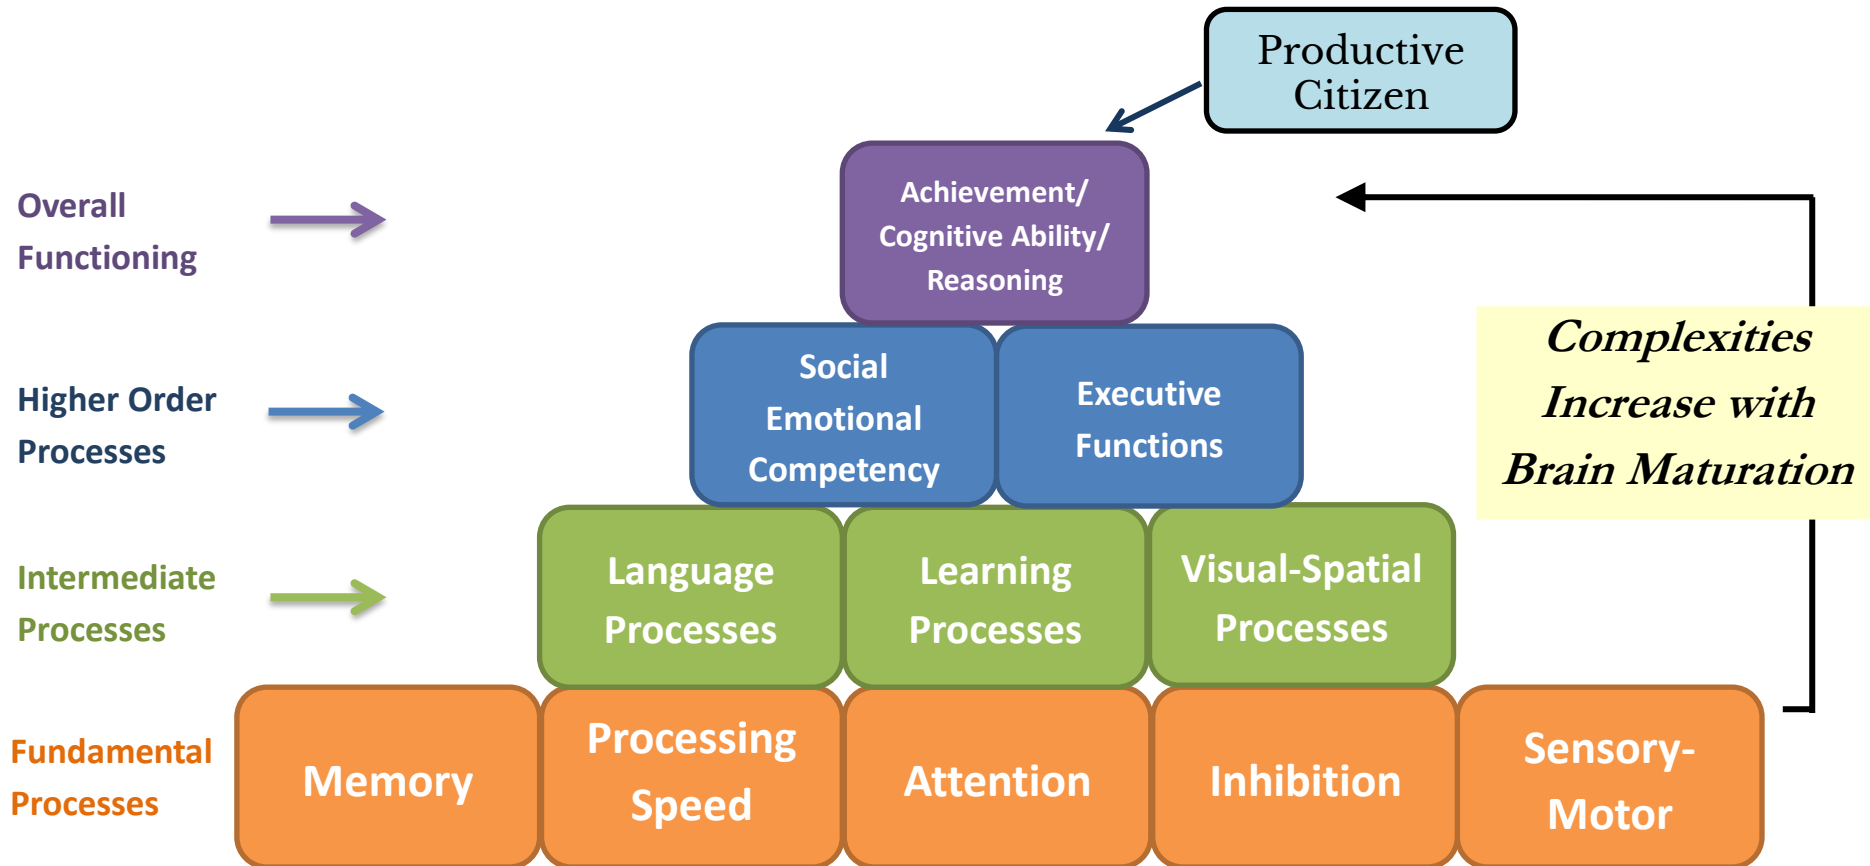 Productive
Citizen
Overall
Functioning
Achievement/
Cognitive Ability/
Reasoning
Higher Order
Processes
Social
Emotional
Competency
Executive
Functions
Complexities
Increase with
Brain Maturation
Intermediate
Processes
Language
Processes
Learning
Processes
Visual-Spatial
Processes
Fundamental
Processes
Memory
Processing
Speed
Attention
Inhibition
Sensory-
Motor